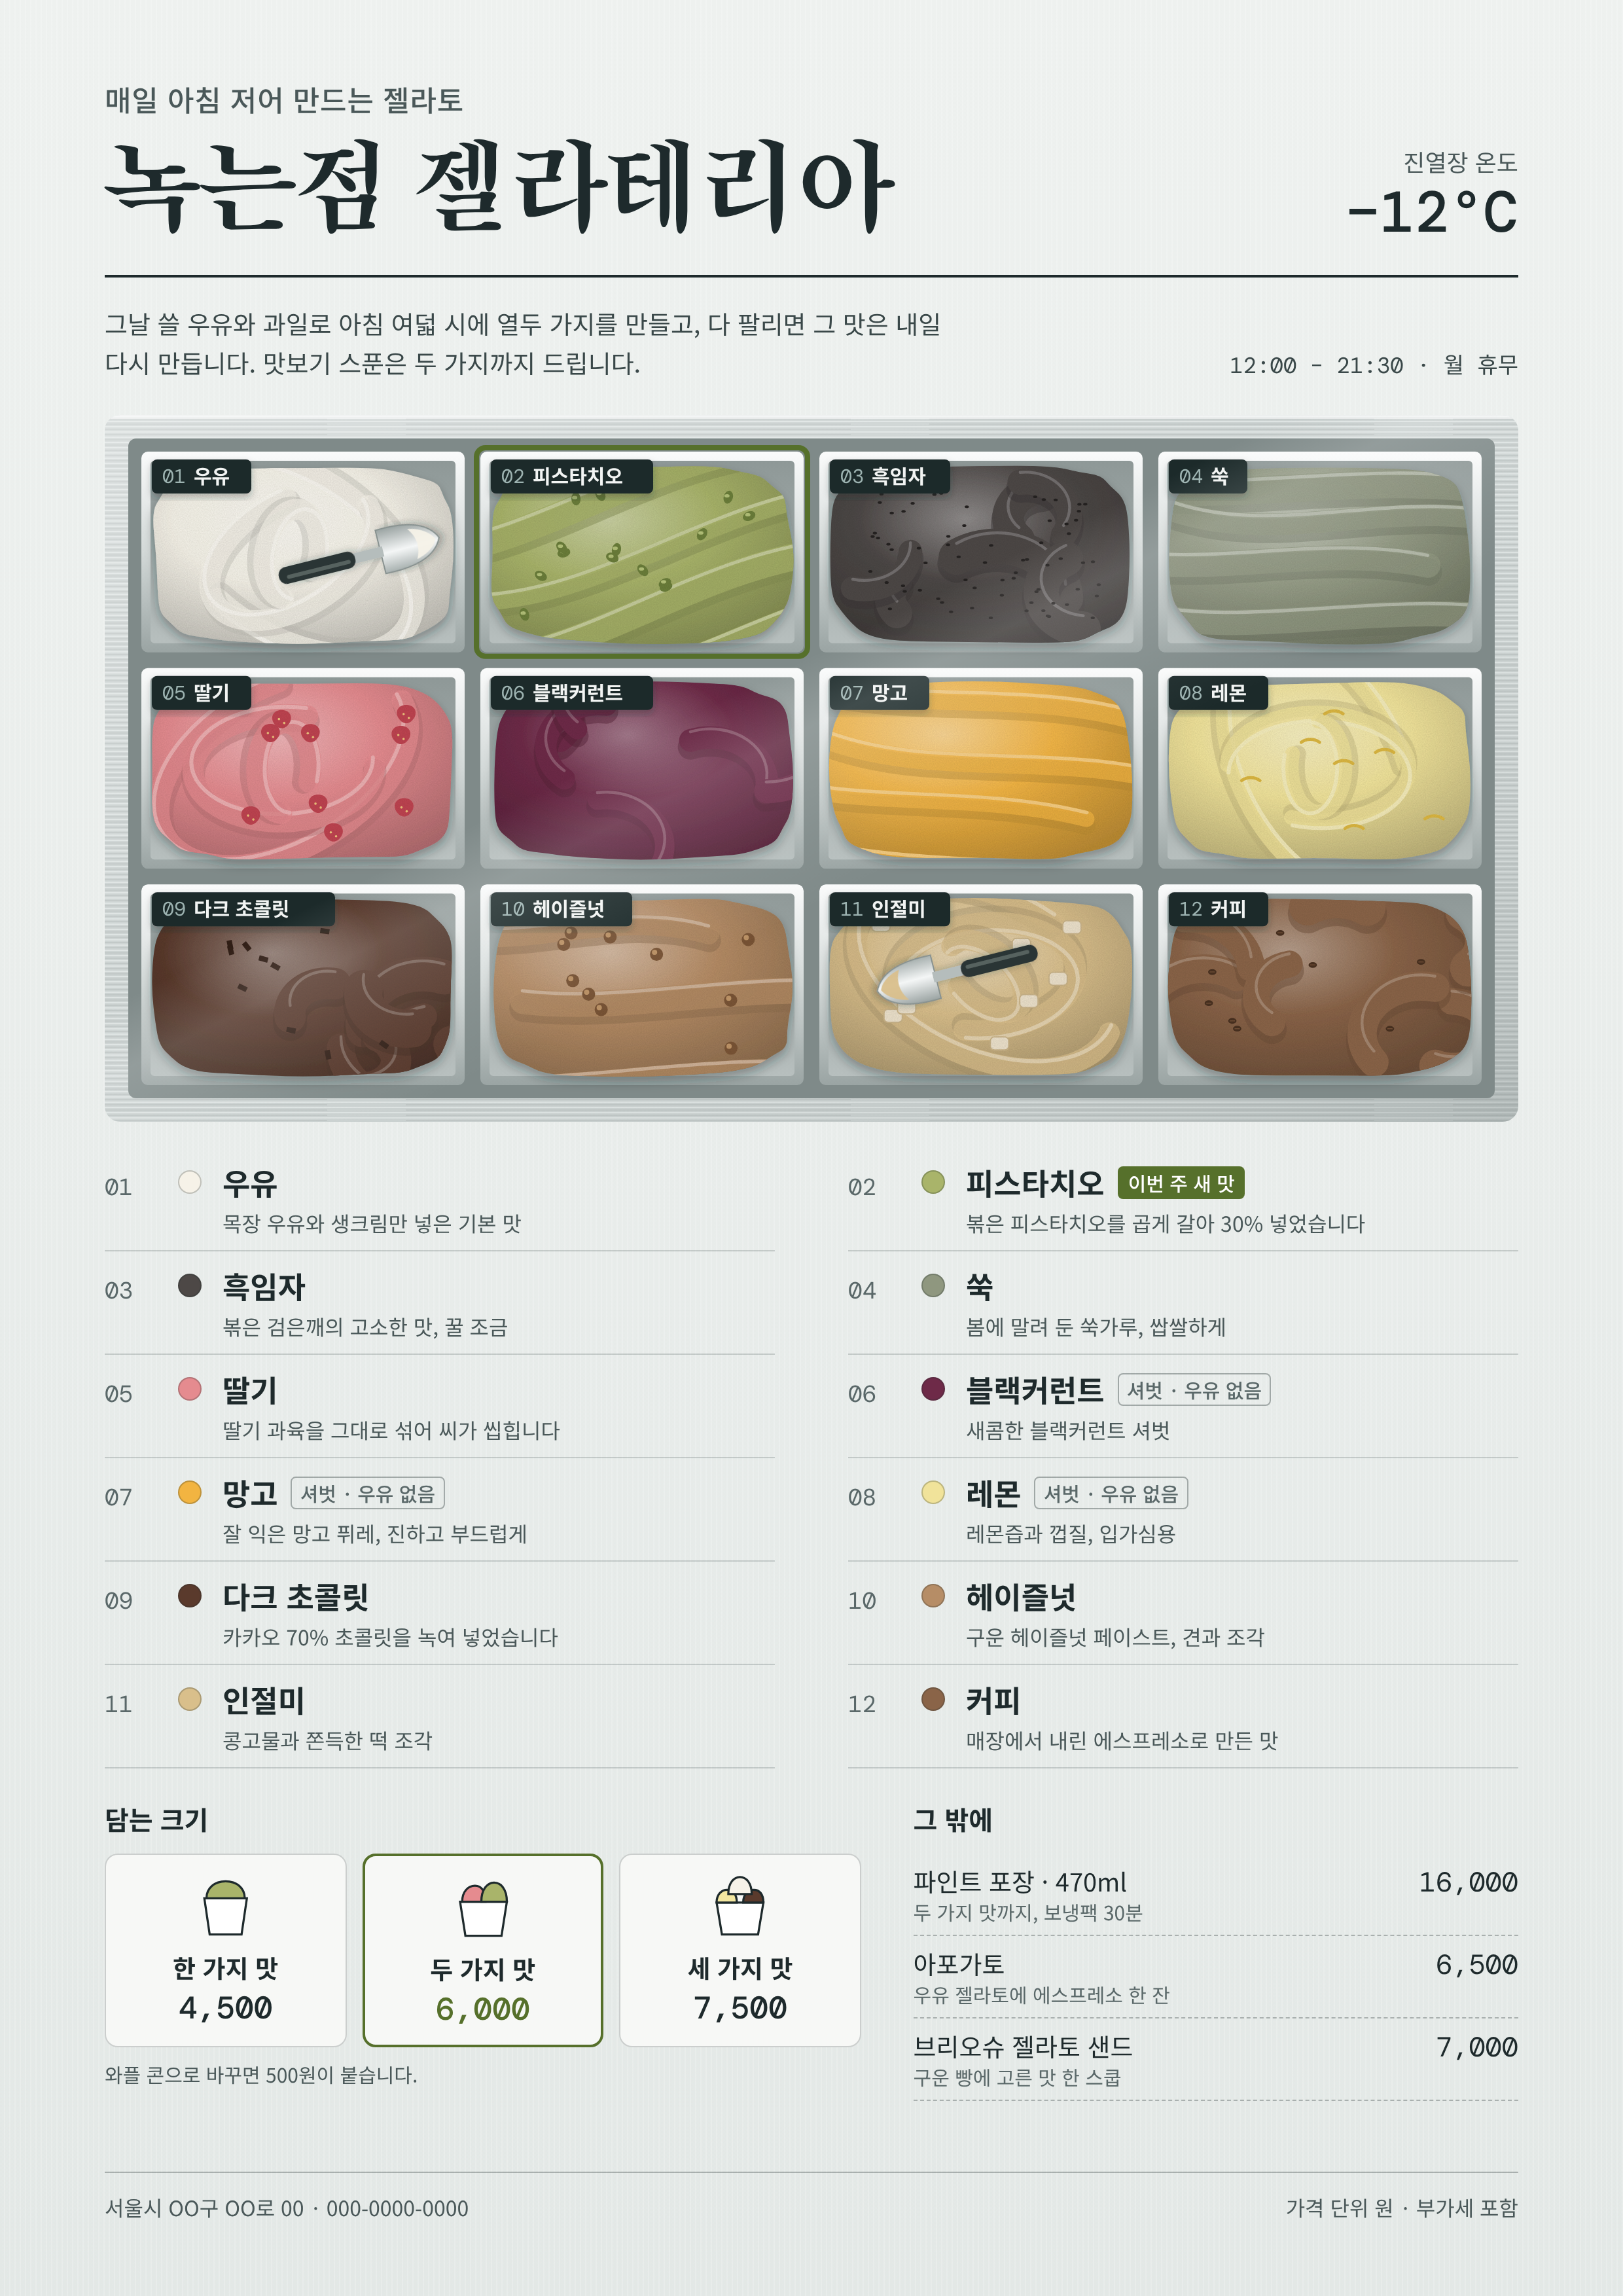 매일 아침 저어 만드는 젤라토
녹는점 젤라테리아
진열장 온도
−12°C
그날 쓸 우유와 과일로 아침 여덟 시에 열두 가지를 만들고, 다 팔리면 그 맛은 내일
다시 만듭니다. 맛보기 스푼은 두 가지까지 드립니다.
12:00 – 21:30 · 월 휴무
01 우유
02 피스타치오
03 흑임자
04 쑥
05 딸기
06 블랙커런트
07 망고
08 레몬
09 다크 초콜릿
10 헤이즐넛
11 인절미
12 커피
01 우유
목장 우유와 생크림만 넣은 기본 맛
02 피스타치오 이번 주 새 맛
볶은 피스타치오를 곱게 갈아 30% 넣었습니다
03 흑임자
볶은 검은깨의 고소한 맛, 꿀 조금
04 쑥
봄에 말려 둔 쑥가루, 쌉쌀하게
05 딸기
딸기 과육을 그대로 섞어 씨가 씹힙니다
06 블랙커런트 셔벗 · 우유 없음
새콤한 블랙커런트 셔벗
07 망고 셔벗 · 우유 없음
잘 익은 망고 퓌레, 진하고 부드럽게
08 레몬 셔벗 · 우유 없음
레몬즙과 껍질, 입가심용
09 다크 초콜릿
카카오 70% 초콜릿을 녹여 넣었습니다
10 헤이즐넛
구운 헤이즐넛 페이스트, 견과 조각
11 인절미
콩고물과 쫀득한 떡 조각
12 커피
매장에서 내린 에스프레소로 만든 맛
담는 크기
한 가지 맛
4,500
두 가지 맛
6,000
세 가지 맛
7,500
와플 콘으로 바꾸면 500원이 붙습니다.
그 밖에
파인트 포장 · 470ml 16,000
두 가지 맛까지, 보냉팩 30분
아포가토 6,500
우유 젤라토에 에스프레소 한 잔
브리오슈 젤라토 샌드 7,000
구운 빵에 고른 맛 한 스쿱
서울시 OO구 OO로 00 · 000-0000-0000
가격 단위 원 · 부가세 포함